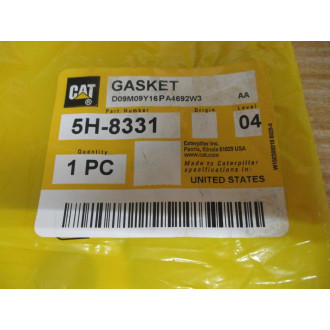 CAT
GASKET
D09M09Y16PA4692W3 AA
Part Number Origin Level
5H-8331 04
Quantity
1 PC
Caterpillar Inc.
Peoria, Illinois 61629 USA
www.cat.com
Made to Caterpillar
specifications in
UNITED STATES